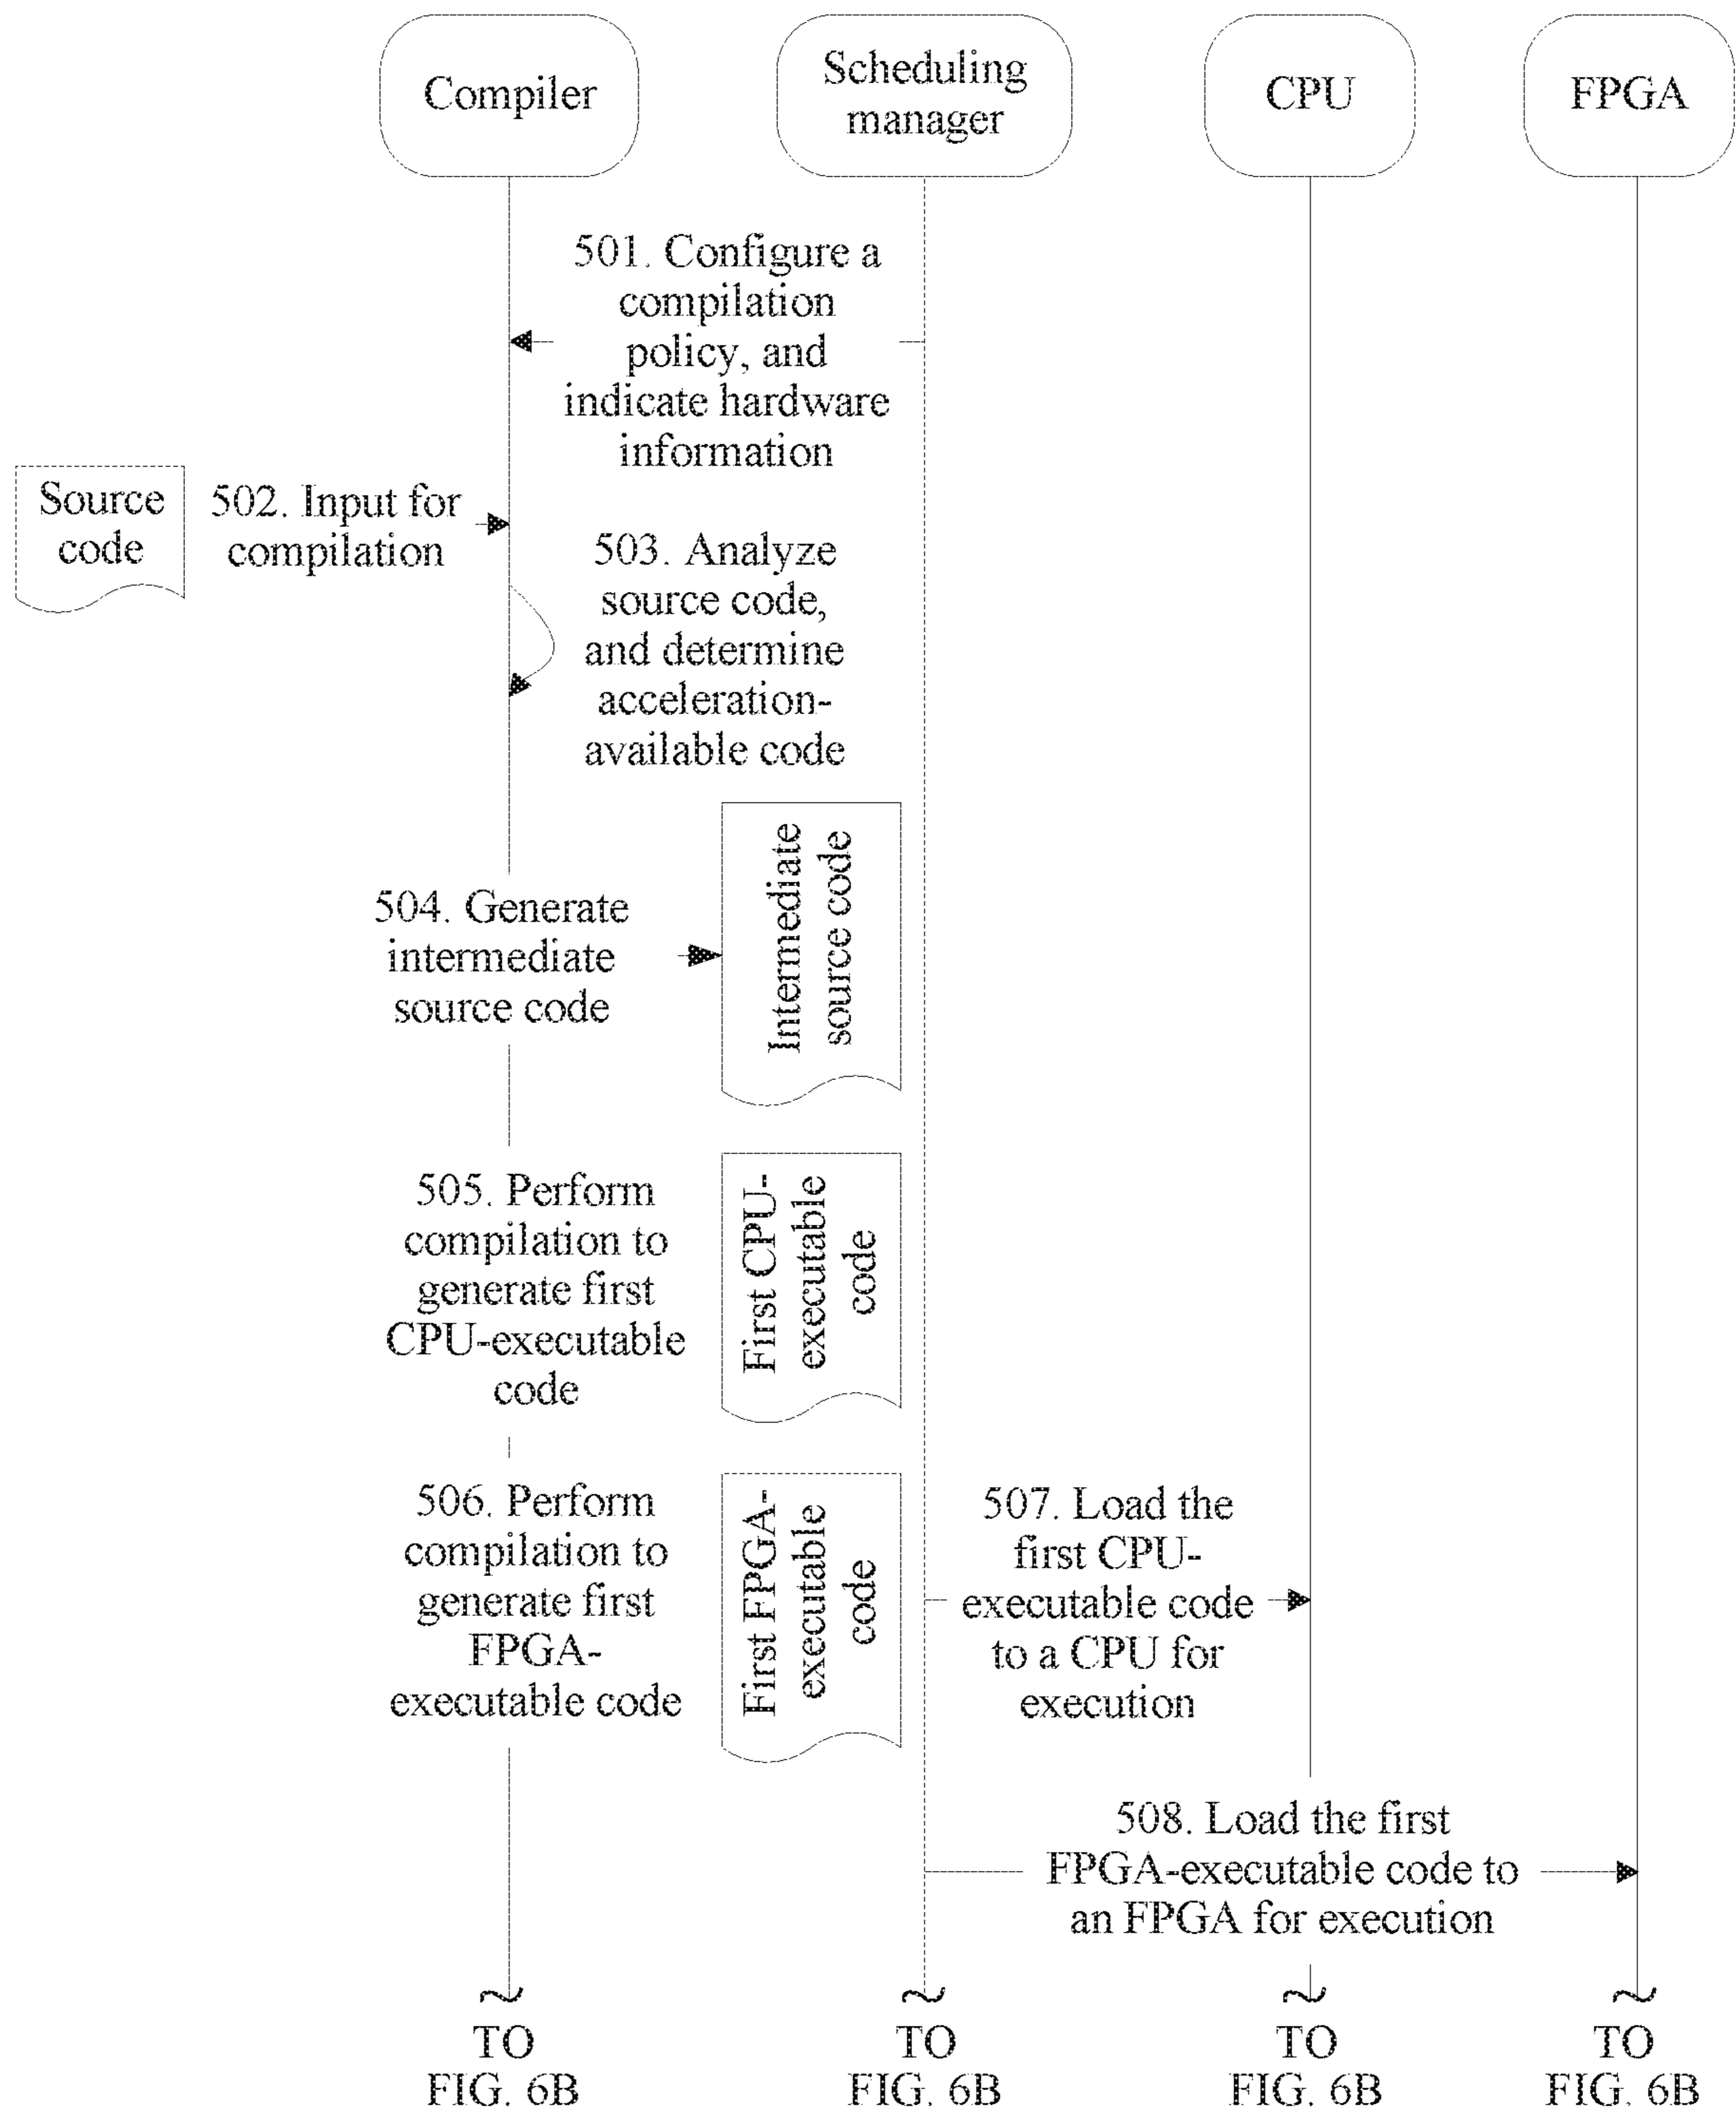 Compiler
Scheduling
manager
CPU
FPGA
501. Configure a
compilation
policy, and
indicate hardware
information
Source
code
502. Input for
compilation
503. Analyze
source code,
and determine
acceleration-
available code
504. Generate
intermediate
source code
Intermediate
source code
505. Perform
compilation to
generate first
CPU-executable
code
First CPU-
executable
code
506. Perform
compilation to
generate first
FPGA-
executable code
First FPGA-
executable
code
507. Load the
first CPU-
executable code
to a CPU for
execution
508. Load the first
FPGA-executable code to
an FPGA for execution
TO
FIG. 6B
TO
FIG. 6B
TO
FIG. 6B
TO
FIG. 6B